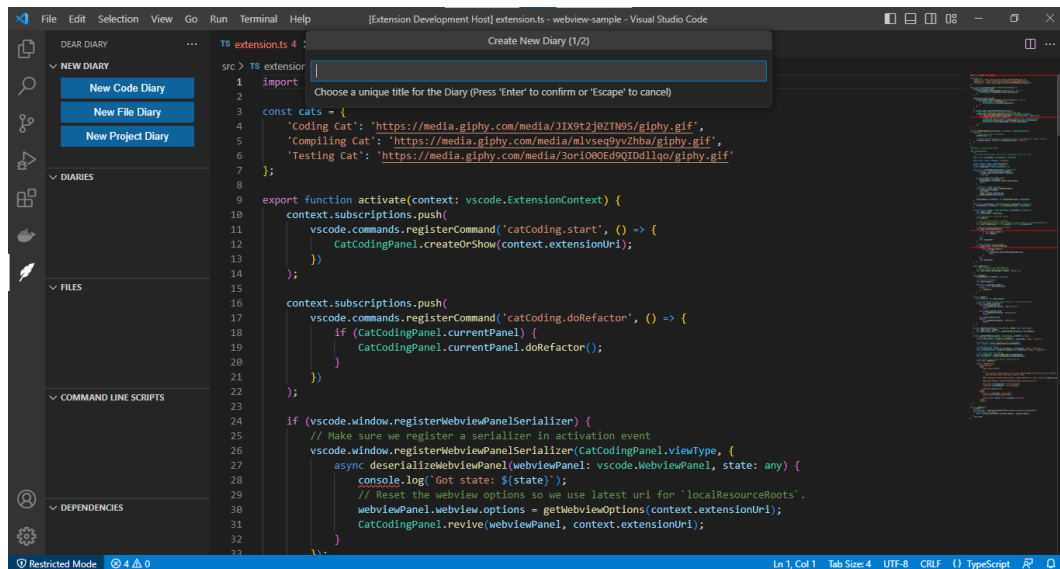 File Edit Selection View Go Run Terminal Help
[Extension Development Host] extension.ts - webview-sample - Visual Studio Code
DEAR DIARY
NEW DIARY
New Code Diary
New File Diary
New Project Diary
DIARIES
FILES
COMMAND LINE SCRIPTS
DEPENDENCIES
TS extension.ts 4
Create New Diary (1/2)
Choose a unique title for the Diary (Press 'Enter' to confirm or 'Escape' to cancel)
src > TS extension
1 import
2
3 const cats = {
4 'Coding Cat': 'https://media.giphy.com/media/JIX9t2j0ZTN9S/giphy.gif',
5 'Compiling Cat': 'https://media.giphy.com/media/mlvseq9yvZhba/giphy.gif',
6 'Testing Cat': 'https://media.giphy.com/media/3oriO0OEd9QIDdllqo/giphy.gif'
7 };
8
9 export function activate(context: vscode.ExtensionContext) {
10 context.subscriptions.push(
11 vscode.commands.registerCommand('catCoding.start', () => {
12 CatCodingPanel.createOrShow(context.extensionUri);
13 })
14 );
15
16 context.subscriptions.push(
17 vscode.commands.registerCommand('catCoding.doRefactor', () => {
18 if (CatCodingPanel.currentPanel) {
19 CatCodingPanel.currentPanel.doRefactor();
20 }
21 })
22 );
23
24 if (vscode.window.registerWebviewPanelSerializer) {
25 // Make sure we register a serializer in activation event
26 vscode.window.registerWebviewPanelSerializer(CatCodingPanel.viewType, {
27 async deserializeWebviewPanel(webviewPanel: vscode.WebviewPanel, state: any) {
28 console.log(`Got state: ${state}`);
29 // Reset the webview options so we use latest uri for `localResourceRoots`.
30 webviewPanel.webview.options = getWebviewOptions(context.extensionUri);
31 CatCodingPanel.revive(webviewPanel, context.extensionUri);
32 }
33 });
Restricted Mode 4 0
Ln 1, Col 1 Tab Size: 4 UTF-8 CRLF {} TypeScript